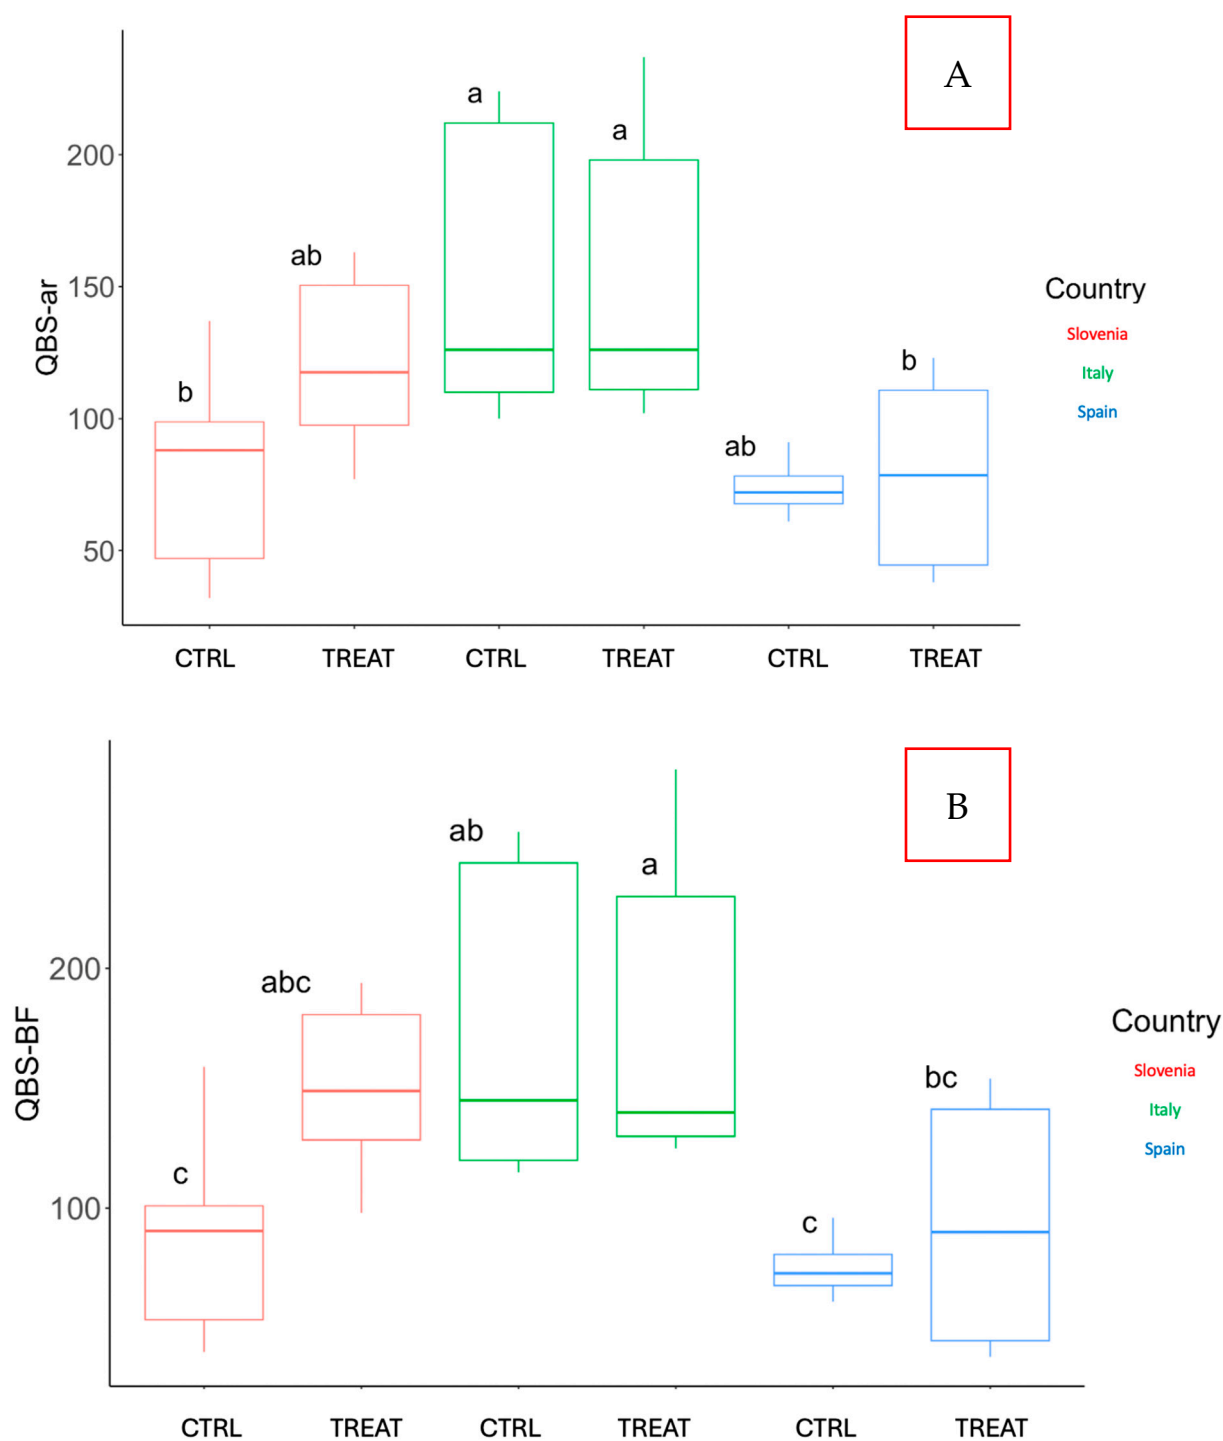 A
a
a
200
ab
150
QBS-ar
Country
Slovenia
b
b
Italy
100
Spain
ab
50
CTRL TREAT CTRL TREAT CTRL TREAT
B
ab
a
200
abc
QBS-BF
Country
Slovenia
bc
Italy
c
Spain
100
c
CTRL TREAT CTRL TREAT CTRL TREAT